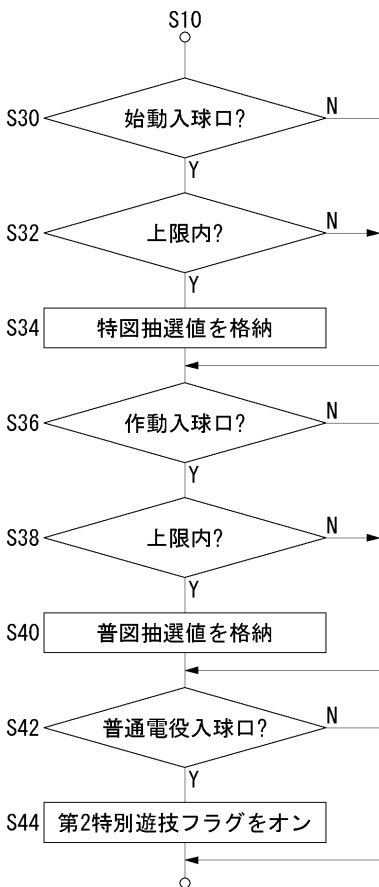 S10
S30 始動入球口? N
Y
S32 上限内? N
Y
S34 特図抽選値を格納
S36 作動入球口? N
Y
S38 上限内? N
Y
S40 普図抽選値を格納
S42 普通電役入球口? N
Y
S44 第2特別遊技フラグをオン